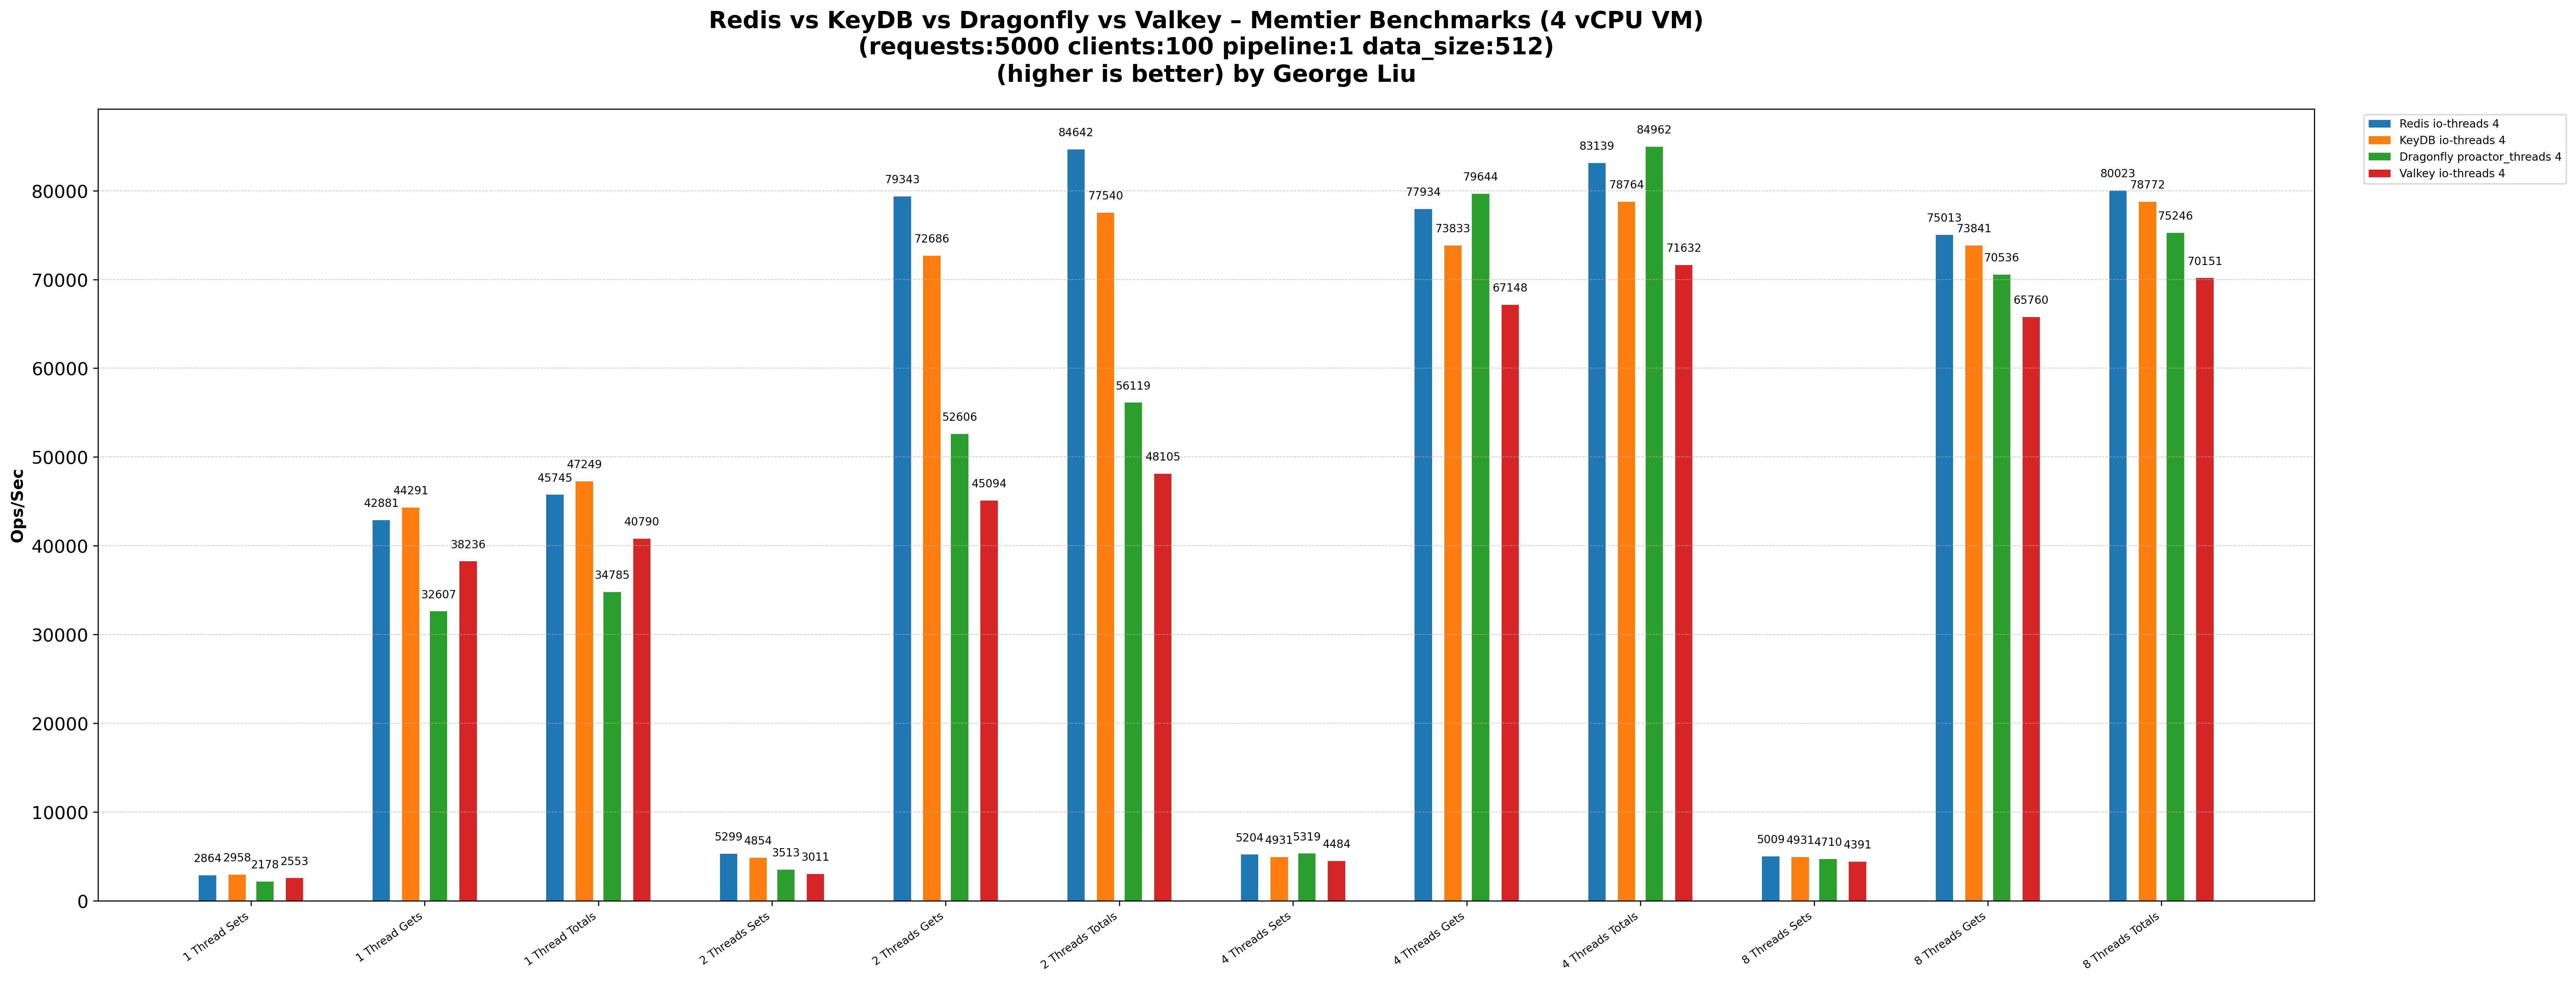 Redis vs KeyDB vs Dragonfly vs Valkey – Memtier Benchmarks (4 vCPU VM)
(requests:5000 clients:100 pipeline:1 data_size:512)
(higher is better) by George Liu
Redis io-threads 4
KeyDB io-threads 4
Dragonfly proactor_threads 4
Valkey io-threads 4
Ops/Sec
80000
70000
60000
50000
40000
30000
20000
10000
0
2864 2958 2178 2553
42881 44291 32607 38236
45745 47249 34785 40790
5299 4854 3513 3011
79343 72686 52606 45094
84642 77540 56119 48105
5204 4931 5319 4484
77934 73833 79644 67148
83139 78764 84962 71632
5009 4931 4710 4391
75013 73841 70536 65760
80023 78772 75246 70151
1 Thread Sets
1 Thread Gets
1 Thread Totals
2 Threads Sets
2 Threads Gets
2 Threads Totals
4 Threads Sets
4 Threads Gets
4 Threads Totals
8 Threads Sets
8 Threads Gets
8 Threads Totals